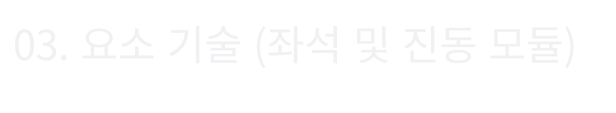 03. 요소 기술 (좌석 및 진동 모듈)